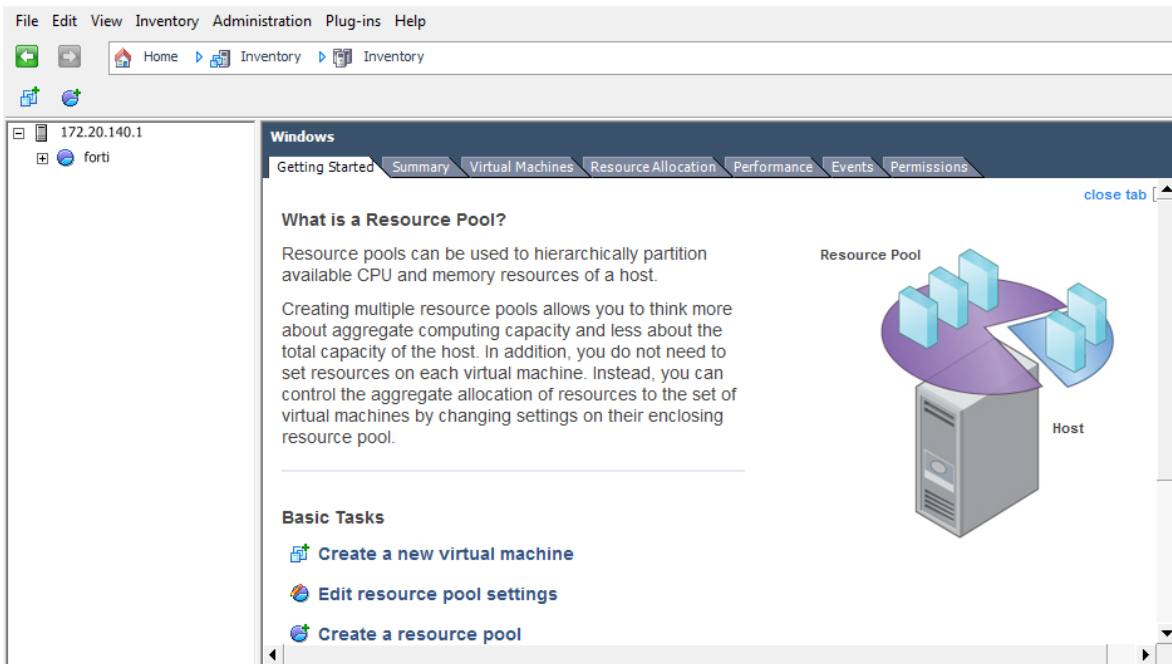 File Edit View Inventory Administration Plug-ins Help
Home Inventory Inventory
172.20.140.1
forti
Windows
Getting Started Summary Virtual Machines Resource Allocation Performance Events Permissions
close tab
What is a Resource Pool?
Resource pools can be used to hierarchically partition
available CPU and memory resources of a host.
Creating multiple resource pools allows you to think more
about aggregate computing capacity and less about the
total capacity of the host. In addition, you do not need to
set resources on each virtual machine. Instead, you can
control the aggregate allocation of resources to the set of
virtual machines by changing settings on their enclosing
resource pool.
Resource Pool
Host
Basic Tasks
Create a new virtual machine
Edit resource pool settings
Create a resource pool